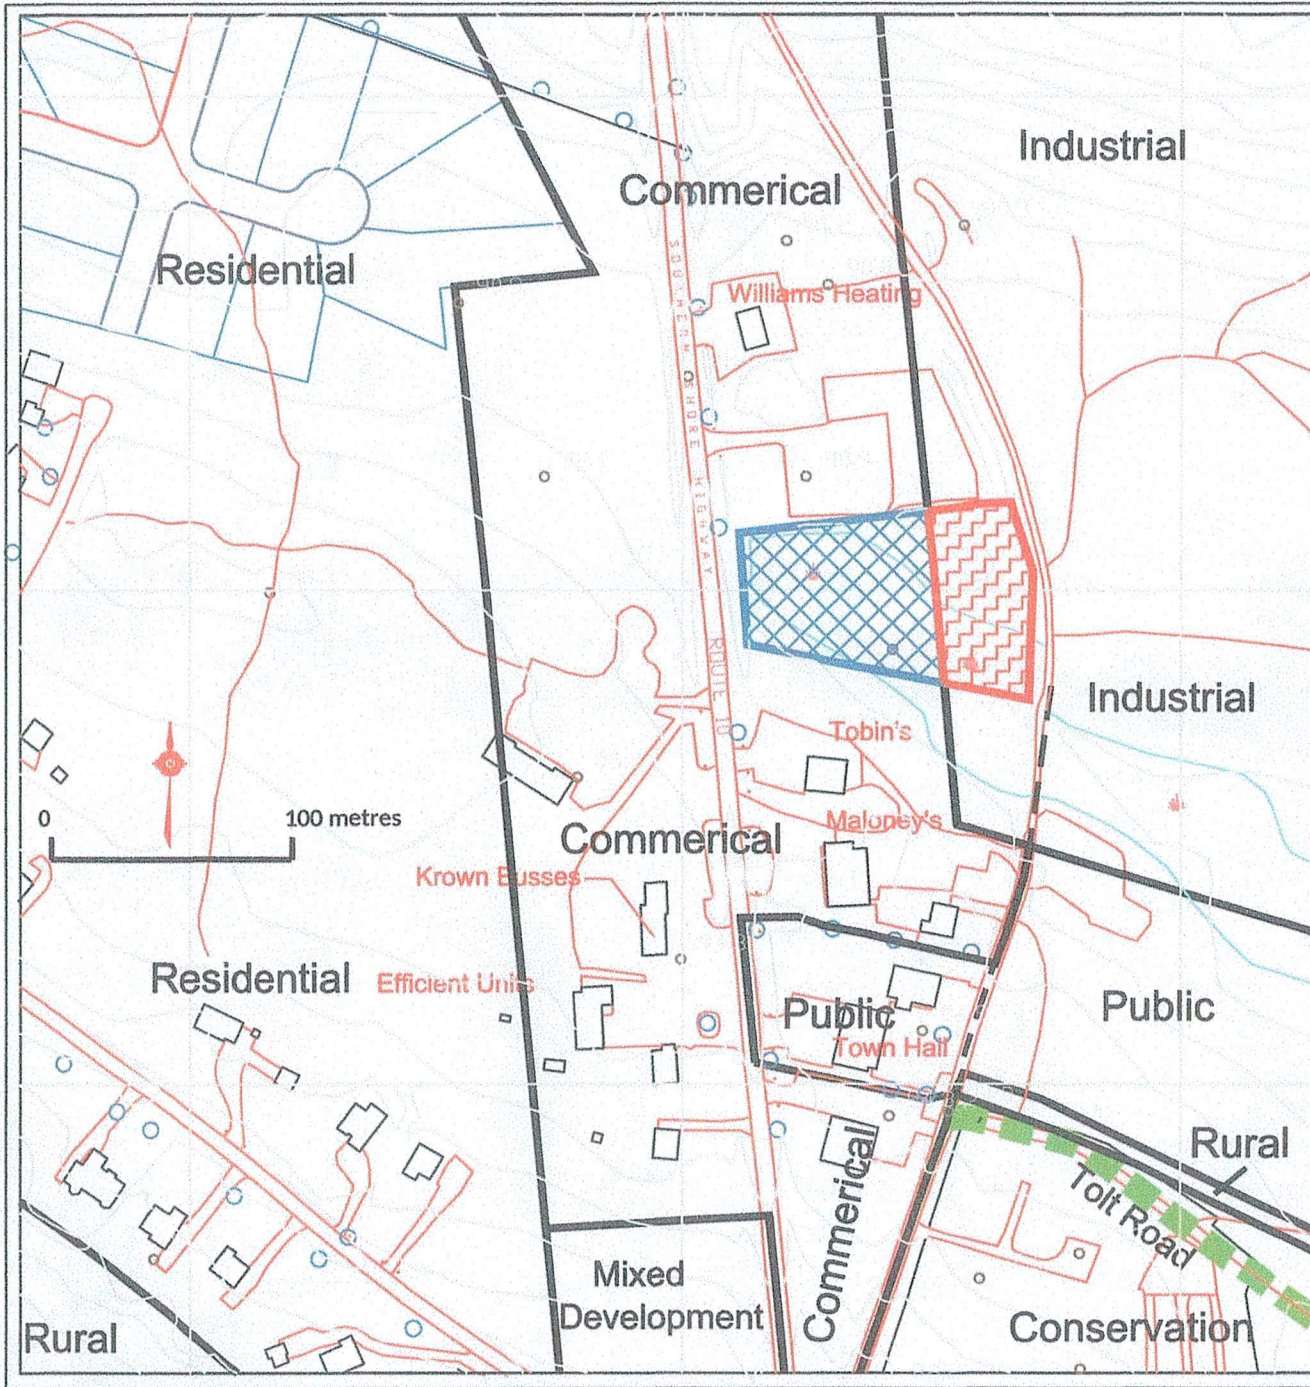 Industrial
Commerical
Residential
Williams Heating
SOUTHERN SHORE HIGHWAY
ROUTE 10
Industrial
Tobin's
0
100 metres
Maloney's
Commerical
Krown Busses
Residential
Efficient Units
Public
Public
Town Hall
Rural
Tolt Road
Commerical
Mixed
Development
Conservation
Rural